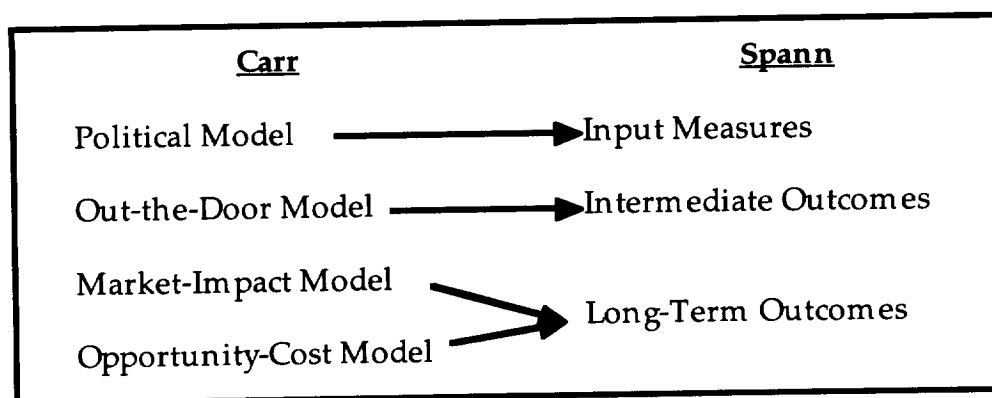 Carr Spann
Political Model Input Measures
Out-the-Door Model Intermediate Outcomes
Market-Impact Model
Long-Term Outcomes
Opportunity-Cost Model